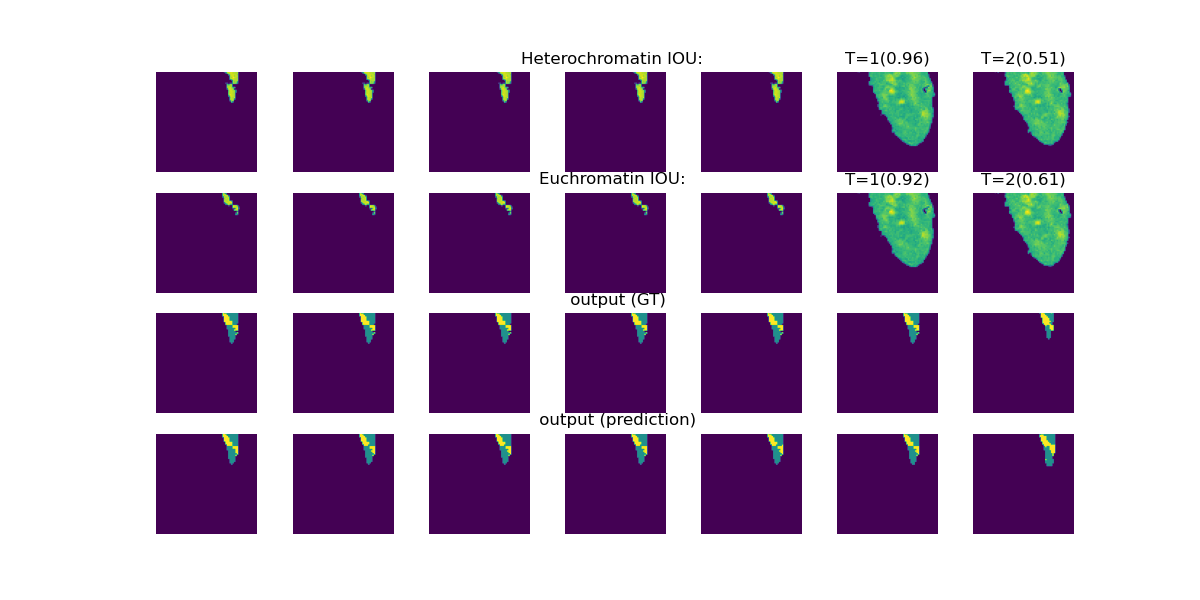 Heterochromatin IOU: T=1(0.96) T=2(0.51)
Euchromatin IOU: T=1(0.92) T=2(0.61)
output (GT)
output (prediction)